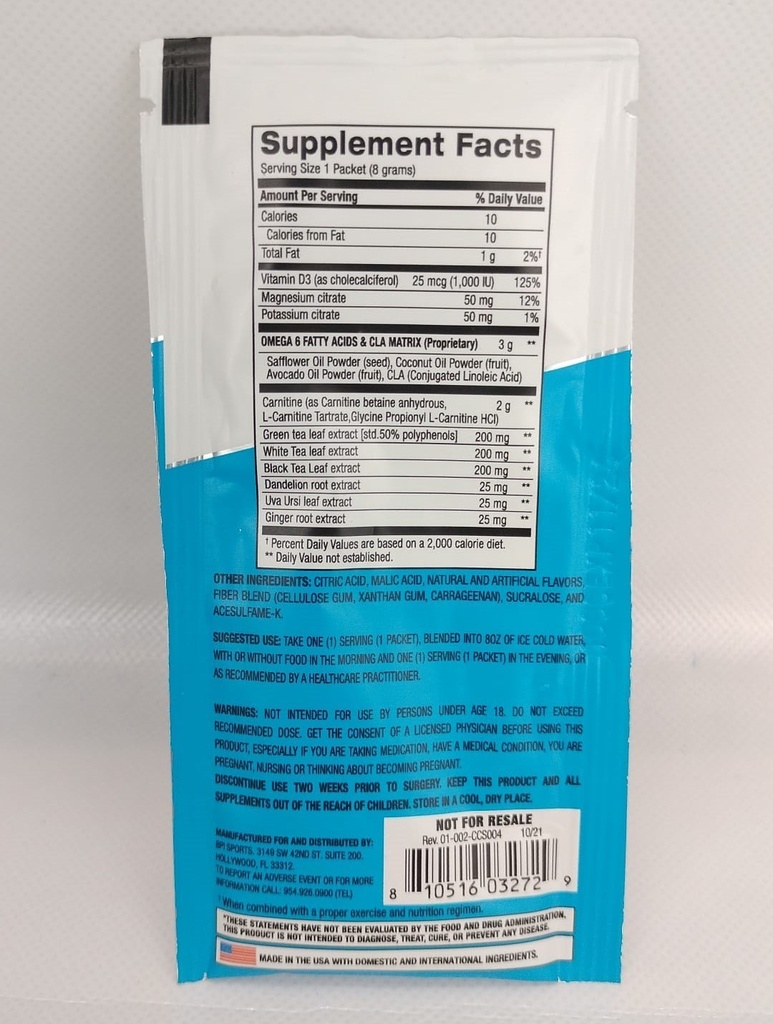 Supplement Facts
Serving Size 1 Packet (8 grams)
Amount Per Serving % Daily Value
Calories 10
Calories from Fat 10
Total Fat 1 g 2%†
Vitamin D3 (as cholecalciferol) 25 mcg (1,000 IU) 125%
Magnesium citrate 50 mg 12%
Potassium citrate 50 mg 1%
OMEGA 6 FATTY ACIDS & CLA MATRIX (Proprietary) 3 g **
Safflower Oil Powder (seed), Coconut Oil Powder (fruit),
Avocado Oil Powder (fruit), CLA (Conjugated Linoleic Acid)
Carnitine (as Carnitine betaine anhydrous, 2 g **
L-Carnitine Tartrate,Glycine Propionyl L-Carnitine HCl)
Green tea leaf extract [std.50% polyphenols] 200 mg **
White Tea leaf extract 200 mg **
Black Tea Leaf extract 200 mg **
Dandelion root extract 25 mg **
Uva Ursi leaf extract 25 mg **
Ginger root extract 25 mg **
† Percent Daily Values are based on a 2,000 calorie diet.
** Daily Value not established.
OTHER INGREDIENTS: CITRIC ACID, MALIC ACID, NATURAL AND ARTIFICIAL FLAVORS,
FIBER BLEND (CELLULOSE GUM, XANTHAN GUM, CARRAGEENAN), SUCRALOSE, AND
ACESULFAME-K.
SUGGESTED USE: TAKE ONE (1) SERVING (1 PACKET), BLENDED INTO 8OZ OF ICE COLD WATER,
WITH OR WITHOUT FOOD IN THE MORNING AND ONE (1) SERVING (1 PACKET) IN THE EVENING, OR
AS RECOMMENDED BY A HEALTHCARE PRACTITIONER.
WARNINGS: NOT INTENDED FOR USE BY PERSONS UNDER AGE 18. DO NOT EXCEED
RECOMMENDED DOSE. GET THE CONSENT OF A LICENSED PHYSICIAN BEFORE USING THIS
PRODUCT, ESPECIALLY IF YOU ARE TAKING MEDICATION, HAVE A MEDICAL CONDITION, YOU ARE
PREGNANT, NURSING OR THINKING ABOUT BECOMING PREGNANT.
DISCONTINUE USE TWO WEEKS PRIOR TO SURGERY. KEEP THIS PRODUCT AND ALL
SUPPLEMENTS OUT OF THE REACH OF CHILDREN. STORE IN A COOL, DRY PLACE.
MANUFACTURED FOR AND DISTRIBUTED BY:
BPI SPORTS. 3149 SW 42ND ST. SUITE 200.
HOLLYWOOD, FL 33312
TO REPORT AN ADVERSE EVENT OR FOR MORE
INFORMATION CALL: 954.926.0900 (TEL)
NOT FOR RESALE
Rev. 01-002-CCS004 10/21
8 10516 03272 9
When combined with a proper exercise and nutrition regimen.
*THESE STATEMENTS HAVE NOT BEEN EVALUATED BY THE FOOD AND DRUG ADMINISTRATION,
THIS PRODUCT IS NOT INTENDED TO DIAGNOSE, TREAT, CURE, OR PREVENT ANY DISEASE.
MADE IN THE USA WITH DOMESTIC AND INTERNATIONAL INGREDIENTS.